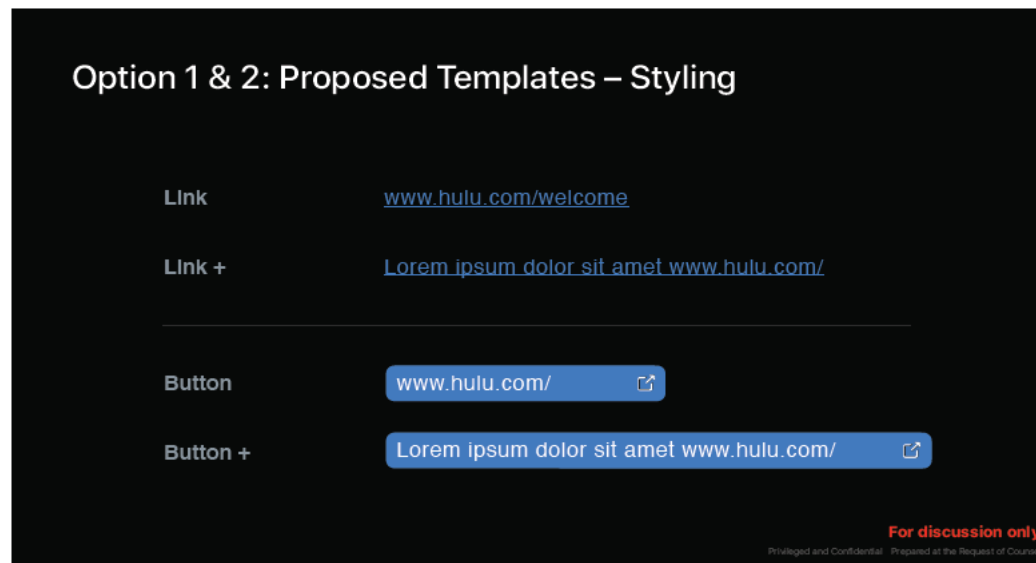 Option 1 & 2: Proposed Templates – Styling
Link www.hulu.com/welcome
Link + Lorem ipsum dolor sit amet www.hulu.com/
Button www.hulu.com/
Button + Lorem ipsum dolor sit amet www.hulu.com/
For discussion only
Privileged and Confidential Prepared at the Request of